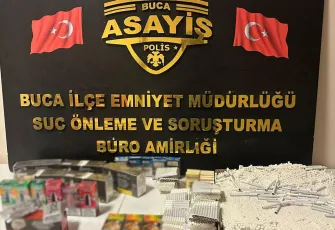 BUCA
ASAYİŞ
POLİS
BUCA İLÇE EMNİYET MÜDÜRLÜĞÜ
SUÇ ÖNLEME VE SORUŞTURMA
BÜRO AMİRLİĞİ